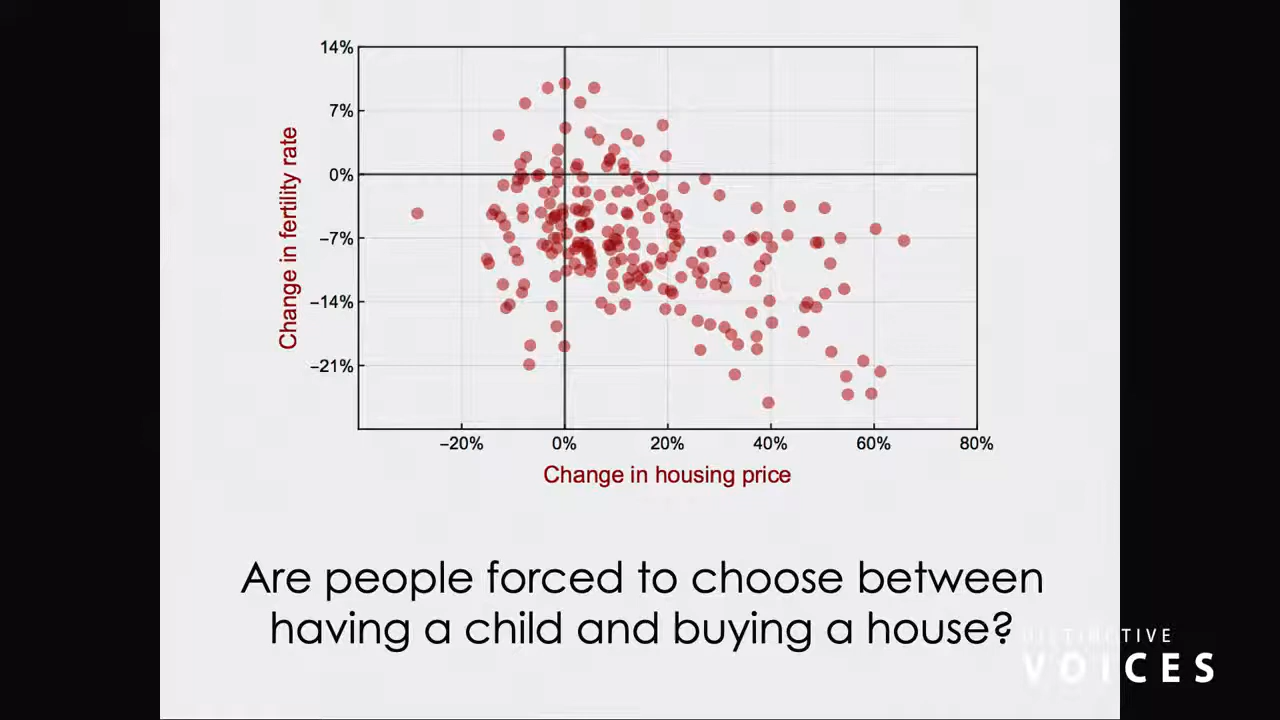 14%
7%
0%
−7%
−14%
−21%
Change in fertility rate
−20% 0% 20% 40% 60% 80%
Change in housing price
Are people forced to choose between
having a child and buying a house?
DISTINCTIVE
VOICES